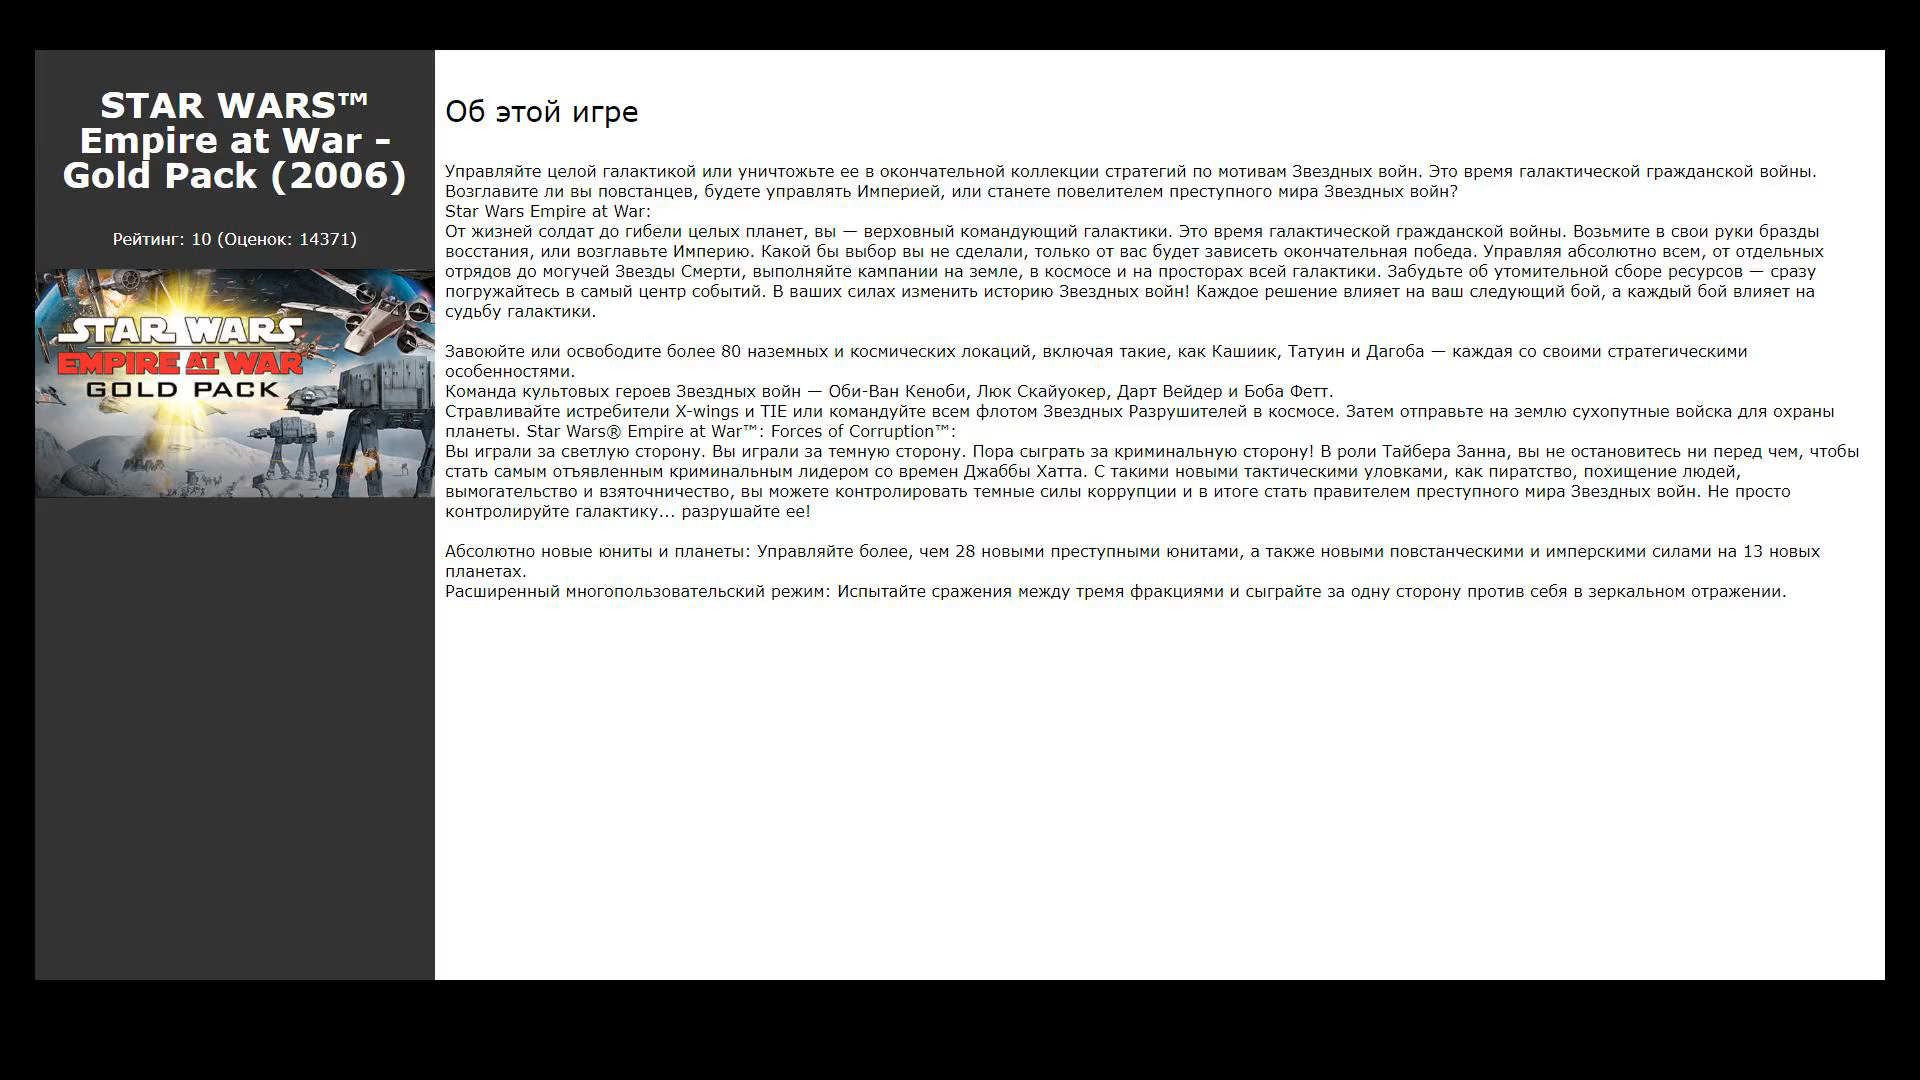 STAR WARS™
Empire at War -
Gold Pack (2006)
Рейтинг: 10 (Оценок: 14371)
STAR WARS
EMPIRE AT WAR
GOLD PACK
Об этой игре
Управляйте целой галактикой или уничтожьте ее в окончательной коллекции стратегий по мотивам Звездных войн. Это время галактической гражданской войны.
Возглавите ли вы повстанцев, будете управлять Империей, или станете повелителем преступного мира Звездных войн?
Star Wars Empire at War:
От жизней солдат до гибели целых планет, вы — верховный командующий галактики. Это время галактической гражданской войны. Возьмите в свои руки бразды
восстания, или возглавьте Империю. Какой бы выбор вы не сделали, только от вас будет зависеть окончательная победа. Управляя абсолютно всем, от отдельных
отрядов до могучей Звезды Смерти, выполняйте кампании на земле, в космосе и на просторах всей галактики. Забудьте об утомительной сборе ресурсов — сразу
погружайтесь в самый центр событий. В ваших силах изменить историю Звездных войн! Каждое решение влияет на ваш следующий бой, а каждый бой влияет на
судьбу галактики.
Завоюйте или освободите более 80 наземных и космических локаций, включая такие, как Кашиик, Татуин и Дагоба — каждая со своими стратегическими
особенностями.
Команда культовых героев Звездных войн — Оби-Ван Кеноби, Люк Скайуокер, Дарт Вейдер и Боба Фетт.
Стравливайте истребители X-wings и TIE или командуйте всем флотом Звездных Разрушителей в космосе. Затем отправьте на землю сухопутные войска для охраны
планеты. Star Wars® Empire at War™: Forces of Corruption™:
Вы играли за светлую сторону. Вы играли за темную сторону. Пора сыграть за криминальную сторону! В роли Тайбера Занна, вы не остановитесь ни перед чем, чтобы
стать самым отъявленным криминальным лидером со времен Джаббы Хатта. С такими новыми тактическими уловками, как пиратство, похищение людей,
вымогательство и взяточничество, вы можете контролировать темные силы коррупции и в итоге стать правителем преступного мира Звездных войн. Не просто
контролируйте галактику... разрушайте ее!
Абсолютно новые юниты и планеты: Управляйте более, чем 28 новыми преступными юнитами, а также новыми повстанческими и имперскими силами на 13 новых
планетах.
Расширенный многопользовательский режим: Испытайте сражения между тремя фракциями и сыграйте за одну сторону против себя в зеркальном отражении.